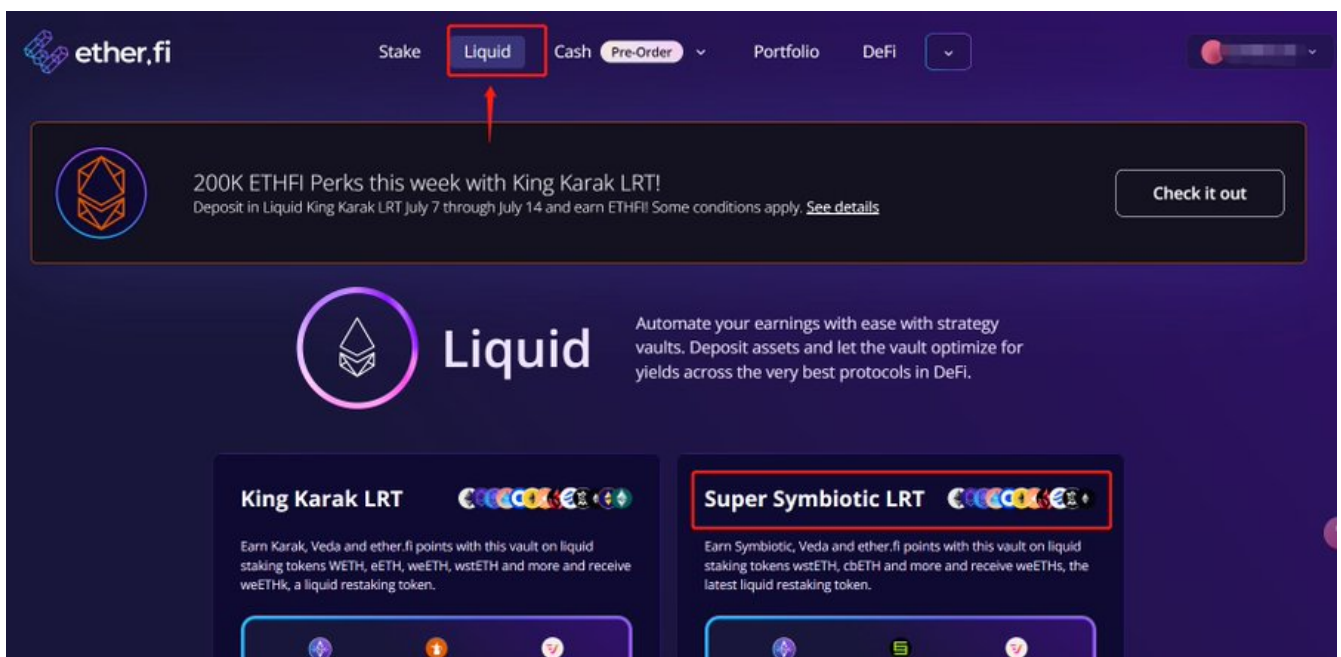 ether.fi
Stake Liquid Cash Pre-Order Portfolio DeFi
200K ETHFI Perks this week with King Karak LRT!
Deposit in Liquid King Karak LRT July 7 through July 14 and earn ETHFI! Some conditions apply. See details
Check it out
Liquid
Automate your earnings with ease with strategy
vaults. Deposit assets and let the vault optimize for
yields across the very best protocols in DeFi.
King Karak LRT
Earn Karak, Veda and ether.fi points with this vault on liquid
staking tokens WETH, eETH, weETH, wstETH and more and receive
weETHk, a liquid restaking token.
Super Symbiotic LRT
Earn Symbiotic, Veda and ether.fi points with this vault on liquid
staking tokens wstETH, cbETH and more and receive weETHs, the
latest liquid restaking token.